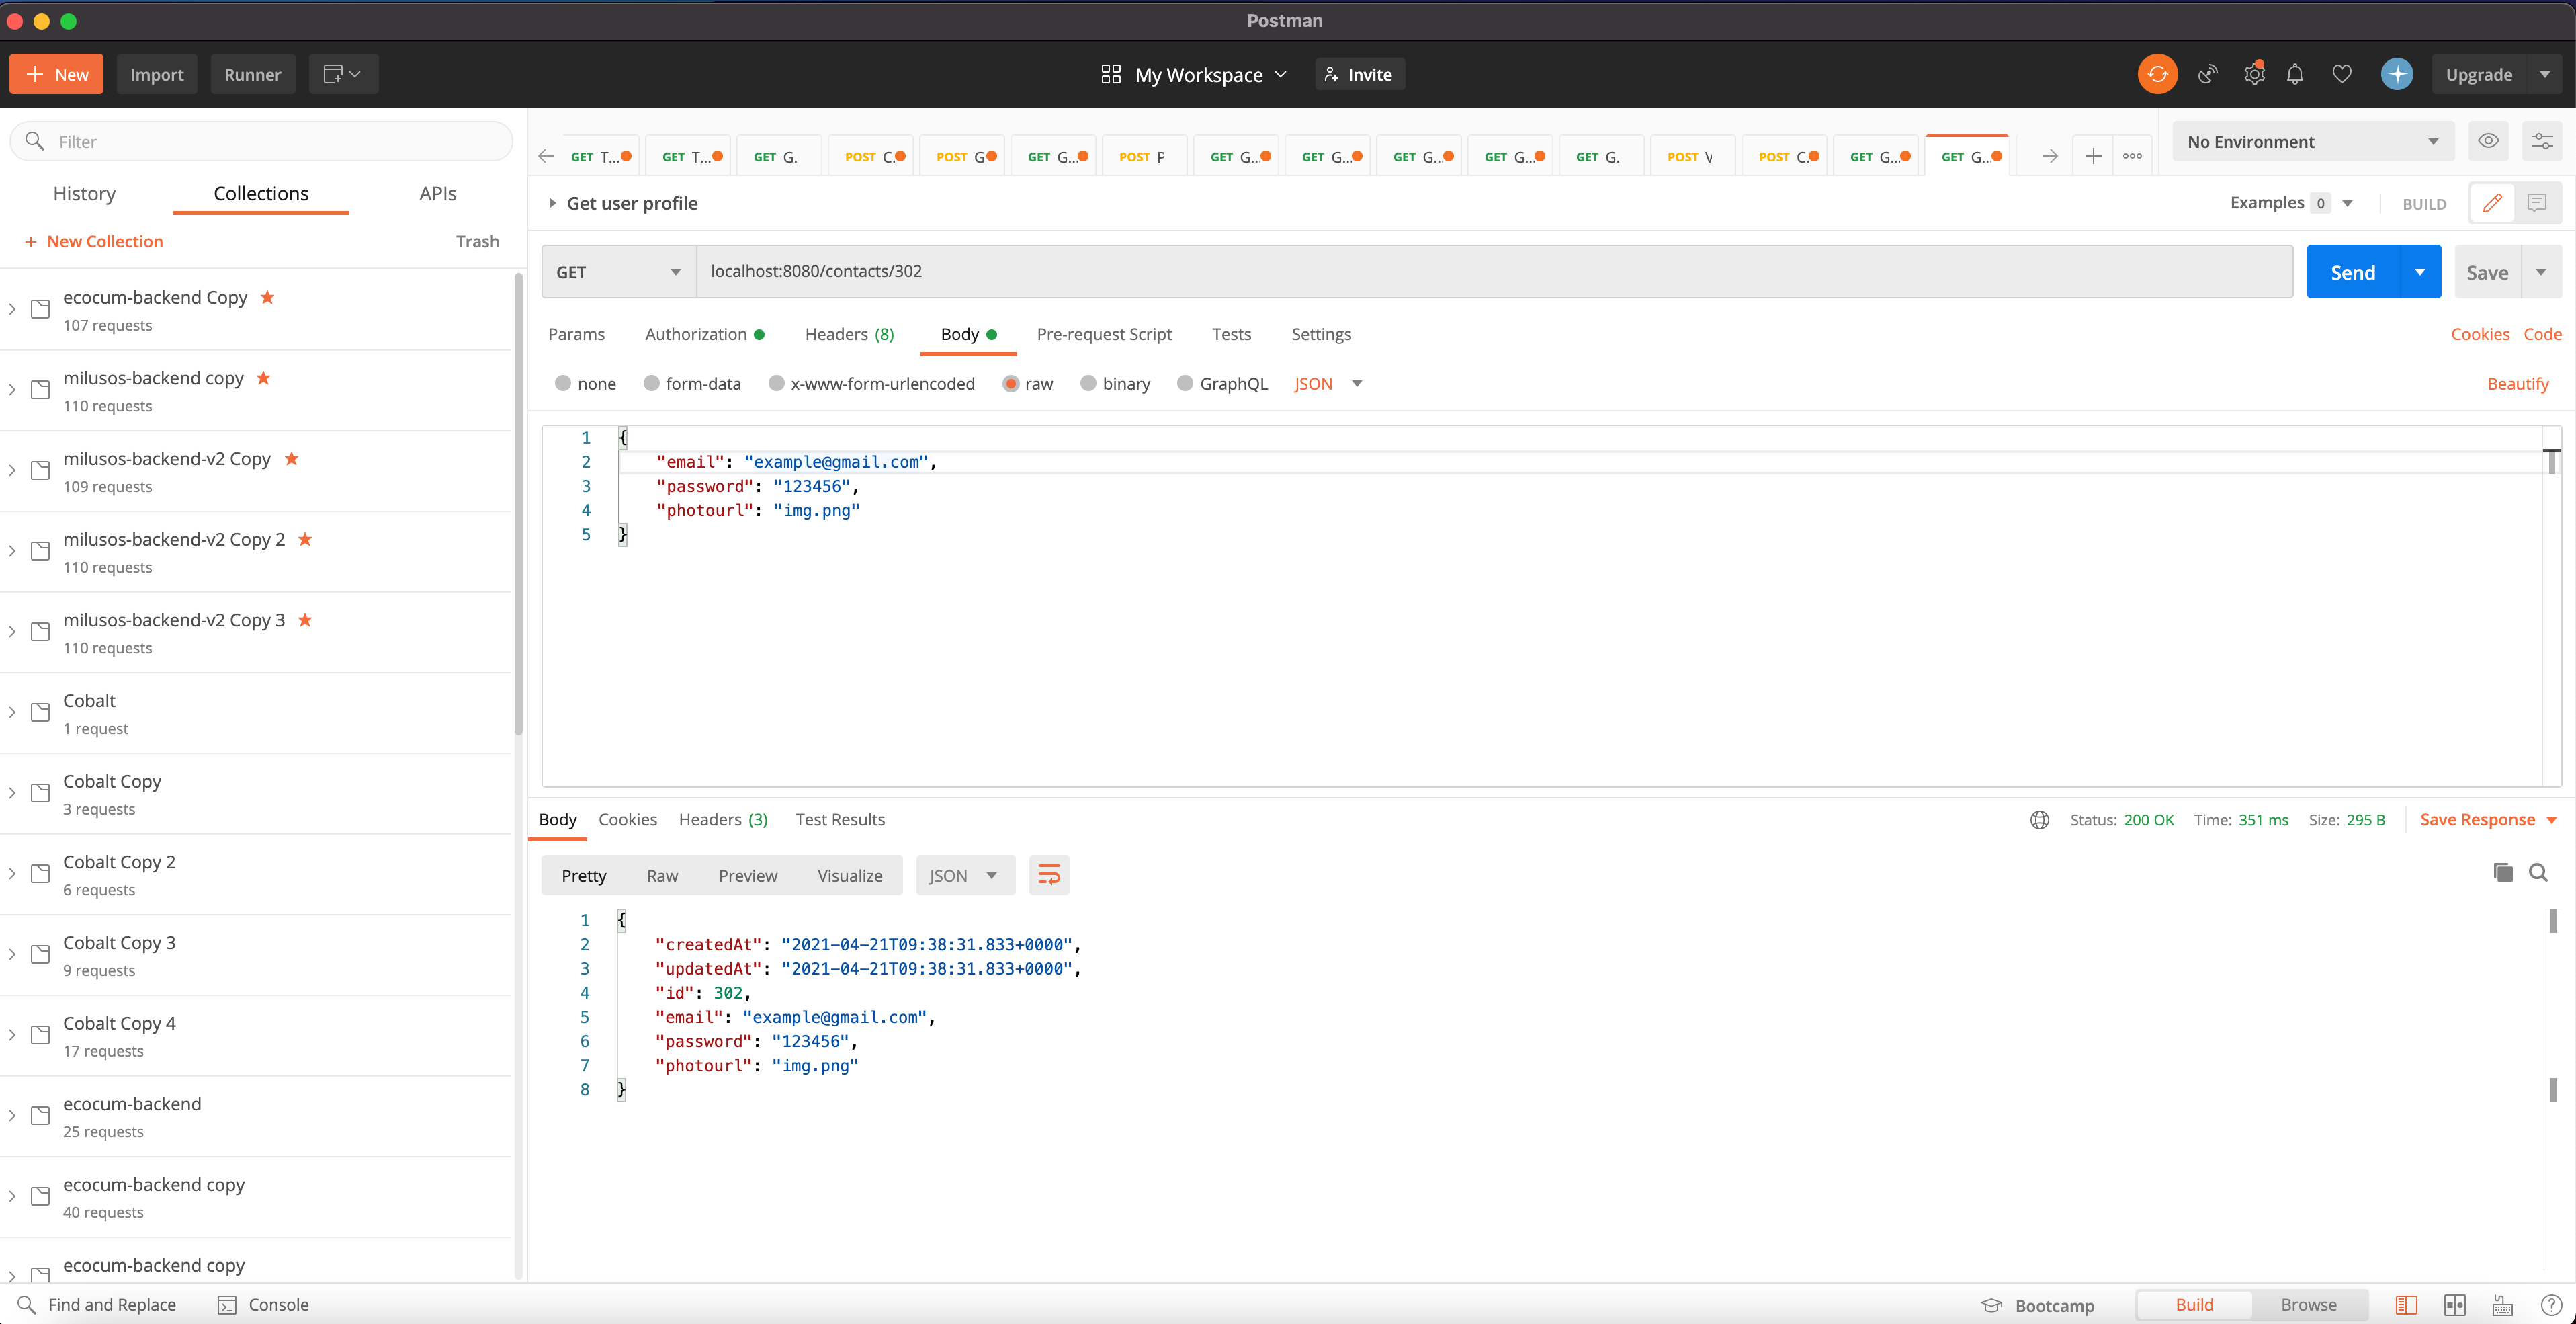 Postman
New
Import
Runner
My Workspace
Invite
Upgrade
Filter
History
Collections
APIs
+ New Collection
Trash
ecocum-backend Copy
107 requests
milusos-backend copy
110 requests
milusos-backend-v2 Copy
109 requests
milusos-backend-v2 Copy 2
110 requests
milusos-backend-v2 Copy 3
110 requests
Cobalt
1 request
Cobalt Copy
3 requests
Cobalt Copy 2
6 requests
Cobalt Copy 3
9 requests
Cobalt Copy 4
17 requests
ecocum-backend
25 requests
ecocum-backend copy
40 requests
ecocum-backend copy
GET T...
GET T...
GET G.
POST C.
POST G
GET G...
POST P
GET G...
GET G...
GET G...
GET G...
GET G.
POST V
POST C.
GET G...
GET G...
No Environment
Get user profile
Examples 0
BUILD
GET
localhost:8080/contacts/302
Send
Save
Params
Authorization
Headers (8)
Body
Pre-request Script
Tests
Settings
Cookies
Code
none
form-data
x-www-form-urlencoded
raw
binary
GraphQL
JSON
Beautify
1 {
2 "email": "example@gmail.com",
3 "password": "123456",
4 "photourl": "img.png"
5 }
Body
Cookies
Headers (3)
Test Results
Status: 200 OK
Time: 351 ms
Size: 295 B
Save Response
Pretty
Raw
Preview
Visualize
JSON
1 {
2 "createdAt": "2021-04-21T09:38:31.833+0000",
3 "updatedAt": "2021-04-21T09:38:31.833+0000",
4 "id": 302,
5 "email": "example@gmail.com",
6 "password": "123456",
7 "photourl": "img.png"
8 }
Find and Replace
Console
Bootcamp
Build
Browse